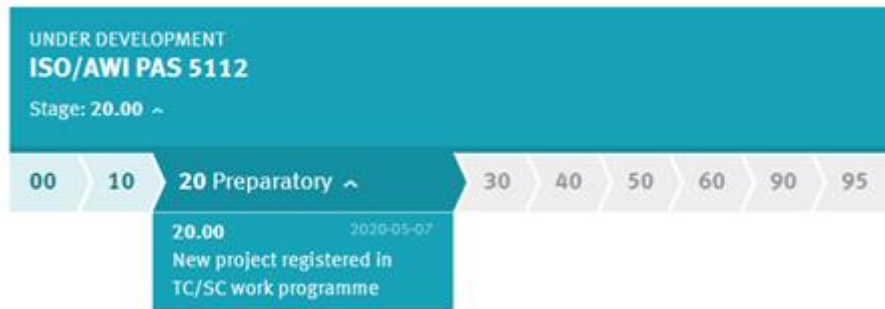 UNDER DEVELOPMENT
ISO/AWI PAS 5112
Stage: 20.00
00 10 20 Preparatory 30 40 50 60 90 95
20.00 2020-05-07
New project registered in
TC/SC work programme